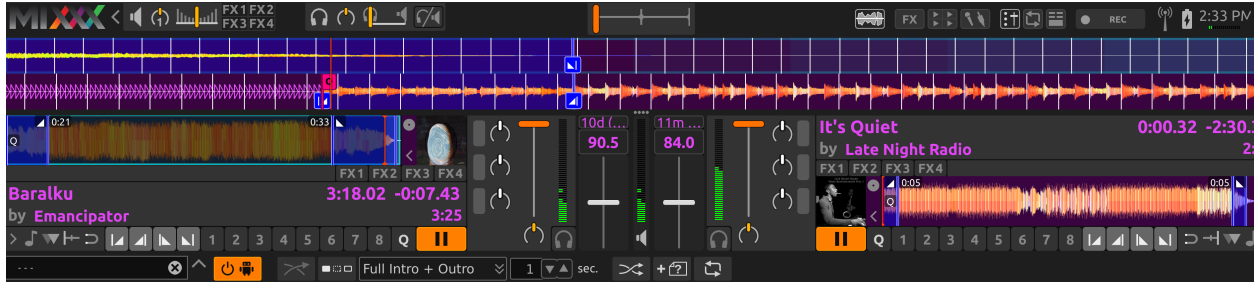 MIXXX FX1 FX2 FX3 FX4 FX REC 2:33 PM
Q
0:21 0:33
Q
FX1 FX2 FX3 FX4
Baralku 3:18.02 -0:07.43
by Emancipator 3:25
10d (... 11m ...
90.5 84.0
It's Quiet 0:00.32 -2:30.
by Late Night Radio 2:
FX1 FX2 FX3 FX4
0:05 0:05
Q
1 2 3 4 5 6 7 8 Q
Q 1 2 3 4 5 6 7 8
--- Full Intro + Outro 1 sec.